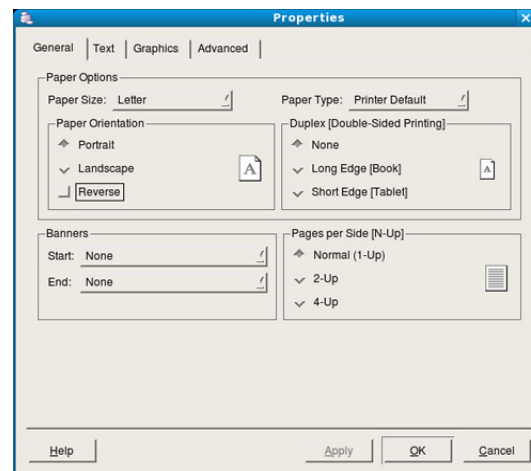 Properties
General Text Graphics Advanced
Paper Options
Paper Size: Letter
Paper Type: Printer Default
Paper Orientation
Portrait
Landscape
Reverse
A
Duplex [Double-Sided Printing]
None
Long Edge [Book]
Short Edge [Tablet]
A
Banners
Start: None
End: None
Pages per Side [N-Up]
Normal (1-Up)
2-Up
4-Up
Help Apply OK Cancel